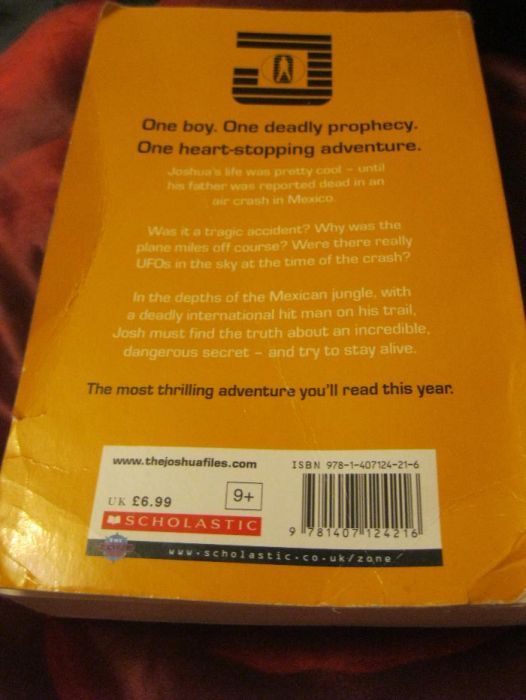 One boy. One deadly prophecy.
One heart-stopping adventure.
Joshua's life was pretty cool – until
his father was reported dead in an
air crash in Mexico.
Was it a tragic accident? Why was the
plane miles off course? Were there really
UFOs in the sky at the time of the crash?
In the depths of the Mexican jungle, with
a deadly international hit man on his trail,
Josh must find the truth about an incredible,
dangerous secret – and try to stay alive.
The most thrilling adventure you'll read this year.
www.thejoshuafiles.com
ISBN 978-1-407124-21-6
UK £6.99
9+
SCHOLASTIC
9 781407 124216
THE
www.scholastic.co.uk/zone